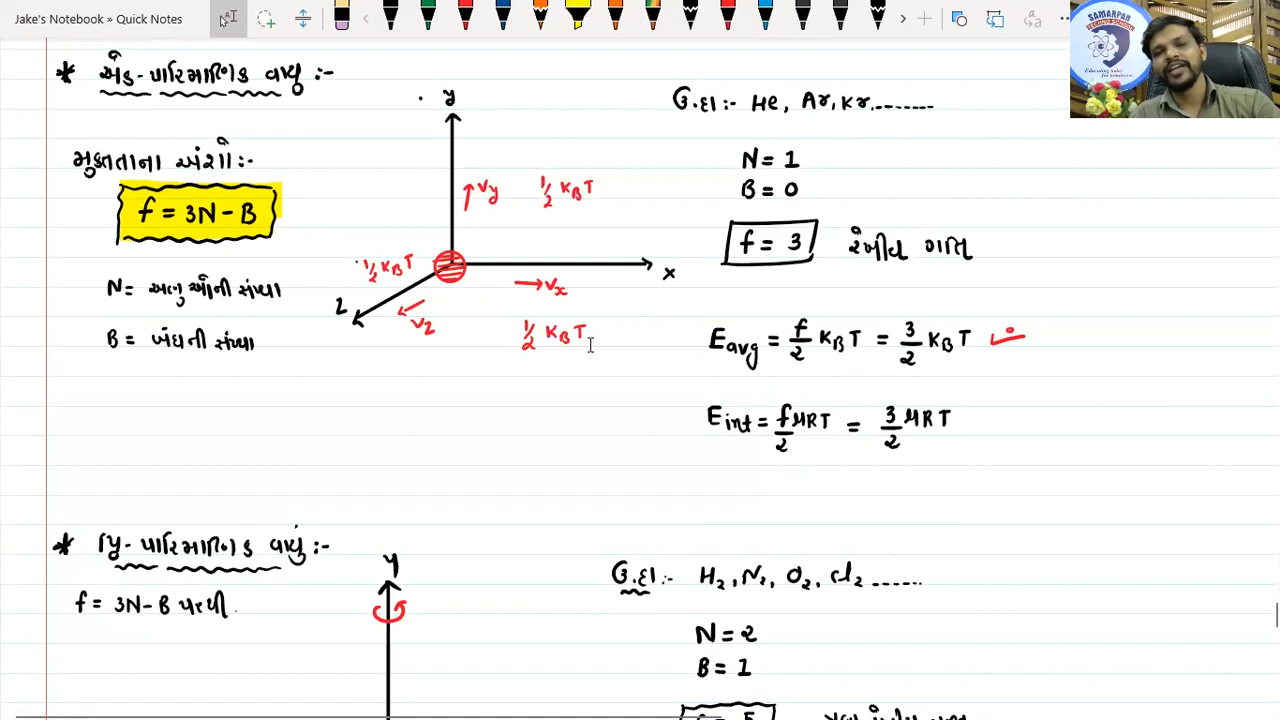 Jake's Notebook » Quick Notes
SAMARPAN
* એક-પારિમાણિક વાયુ :-
મુક્તતાના અંશો :-
f = 3N - B
N = અણુઓની સંખ્યા
B = બંધની સંખ્યા
y
vy
½ KBT
½ KBT
x
vx
z
vz
½ KBT
ઉ.દા :- He, Ar, Kr........
N = 1
B = 0
f = 3 રેખીય ગતિ
Eavg = f/2 KBT = 3/2 KBT
Eint = f/2 μRT = 3/2 μRT
* દ્વિ-પારિમાણિક વાયુ :-
f = 3N - B પરથી
y
ઉ.દા :- H2, N2, O2, Cl2 ......
N = 2
B = 1